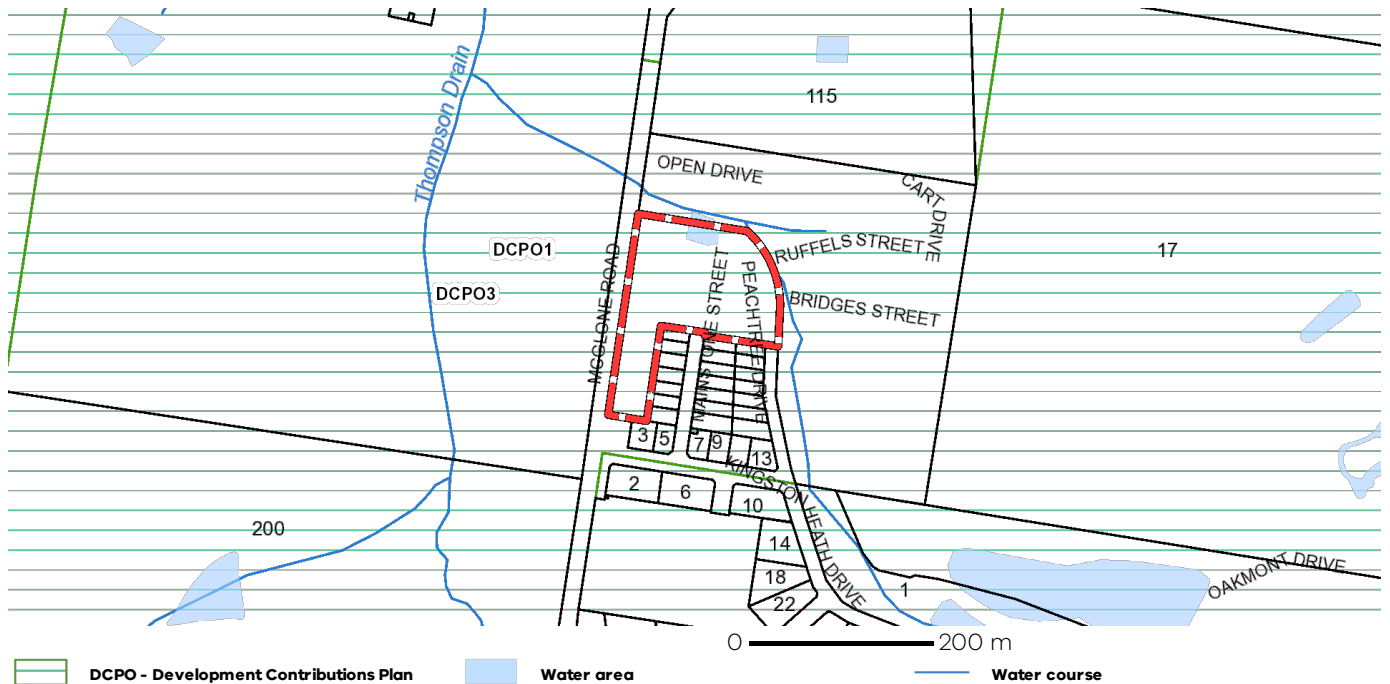 Thompson Drain
115
OPEN DRIVE
CART DRIVE
DCPO1
RUFFELS STREET
17
DCPO3
MCGLONE ROAD
MAINSTONE STREET
PEACHTREE DRIVE
BRIDGES STREET
3
5
7
9
13
KINGSTON HEATH DRIVE
2
6
10
200
14
18
22
1
OAKMONT DRIVE
0
200 m
DCPO - Development Contributions Plan
Water area
Water course